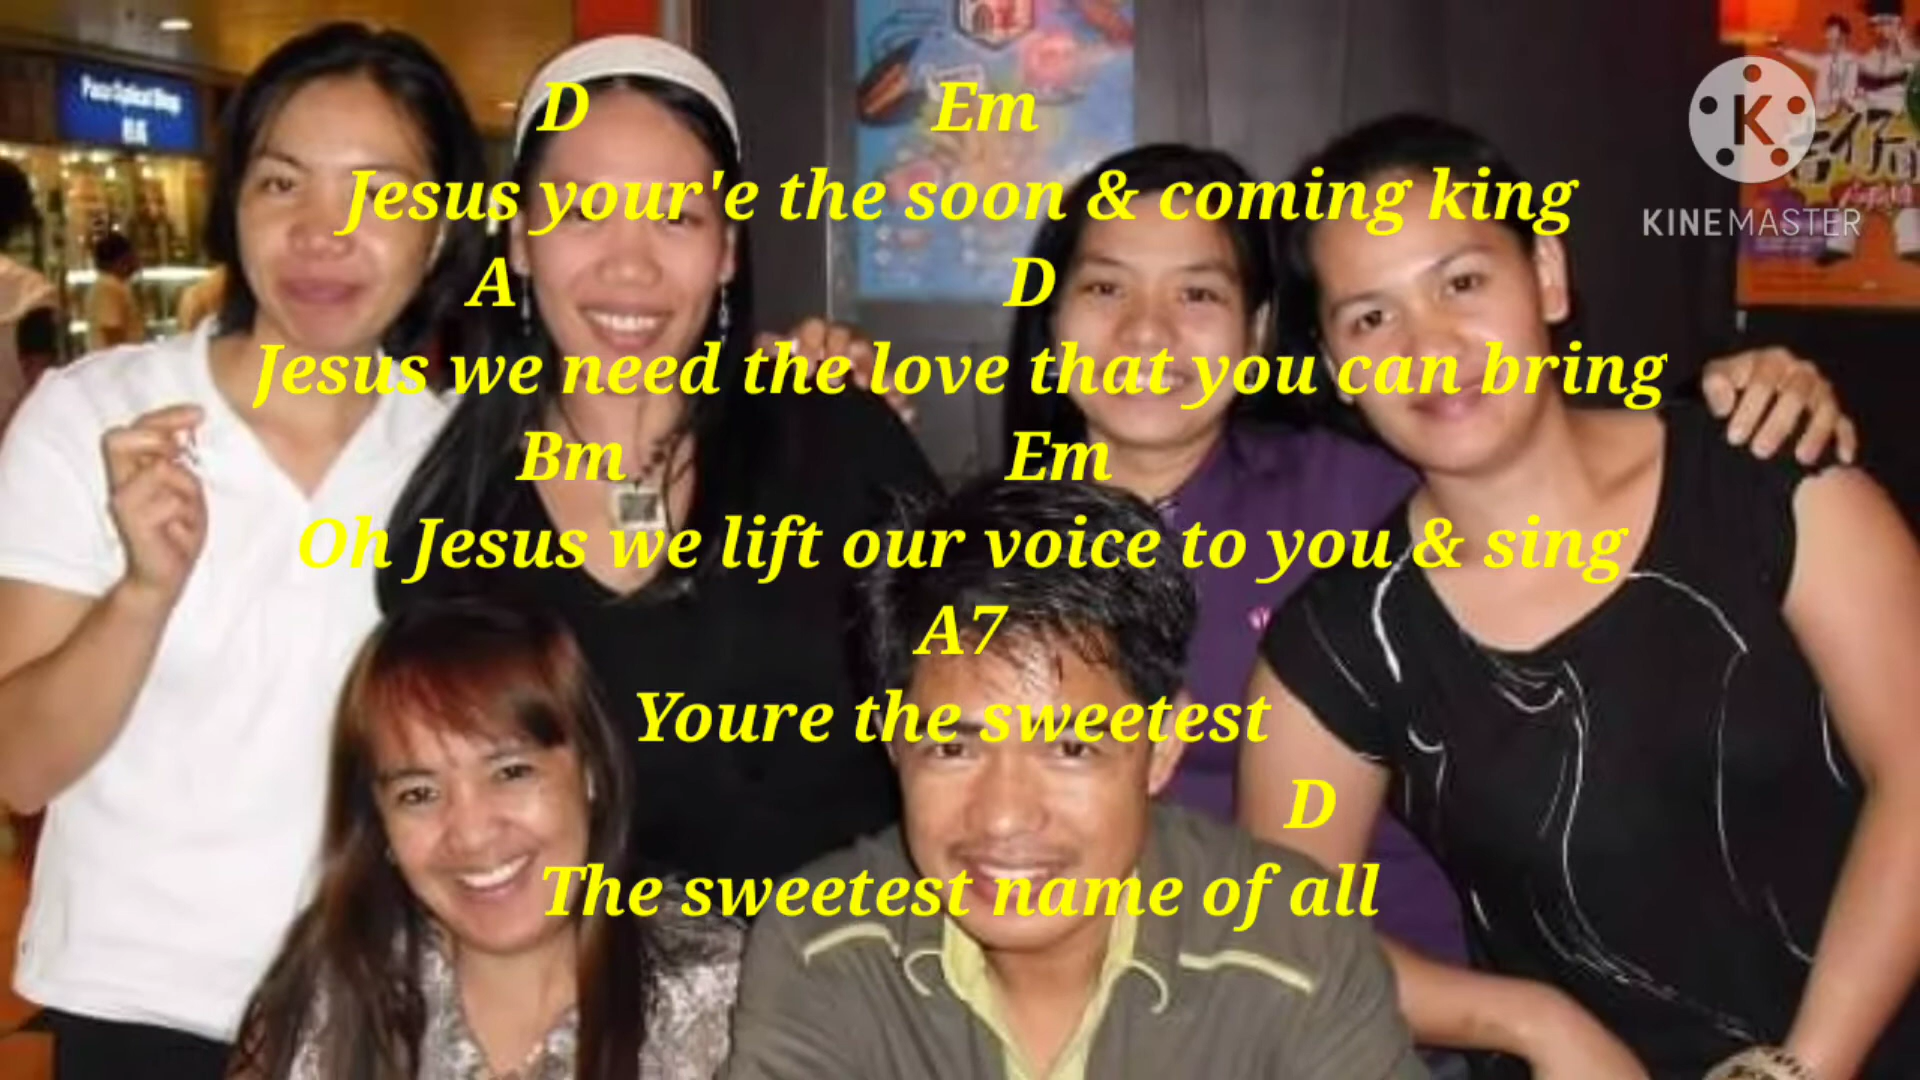 D Em
Jesus your'e the soon & coming king
A D
Jesus we need the love that you can bring
Bm Em
Oh Jesus we lift our voice to you & sing
A7
Youre the sweetest
D
The sweetest name of all
K
KINEMASTER